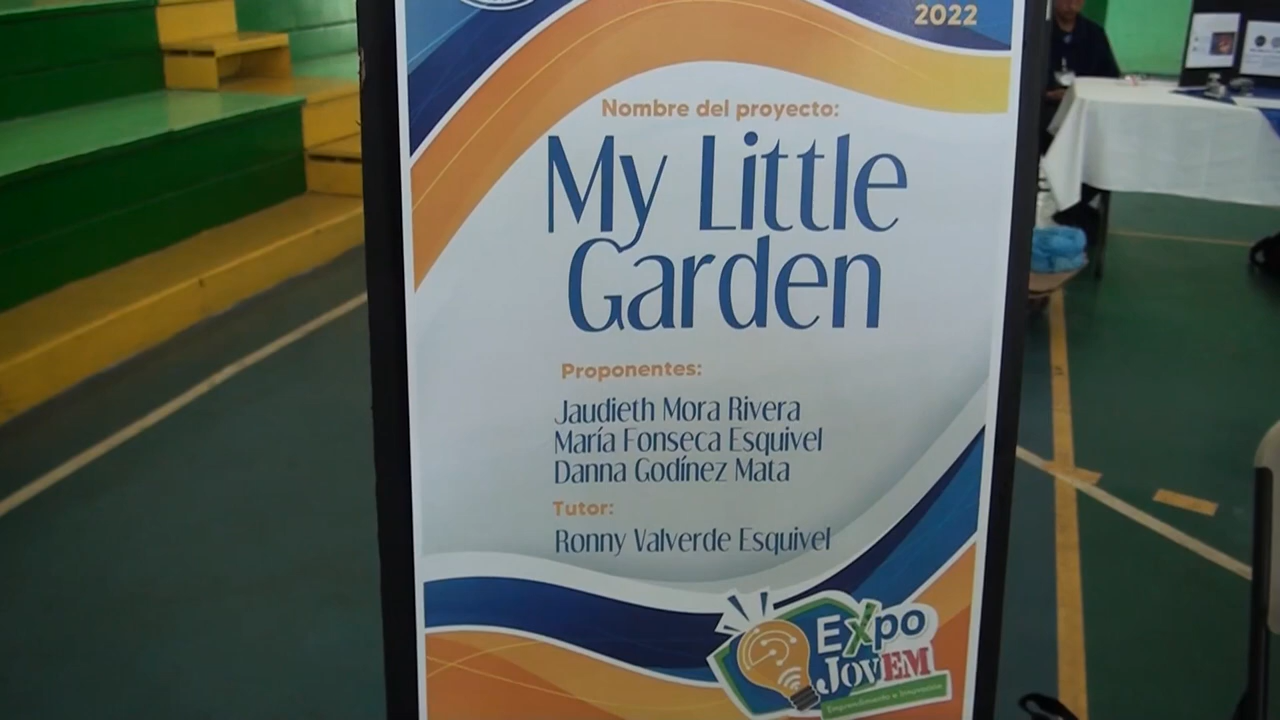 2022
Nombre del proyecto:
My Little
Garden
Proponentes:
Jaudieth Mora Rivera
María Fonseca Esquivel
Danna Godínez Mata
Tutor:
Ronny Valverde Esquivel
Expo
JovEM
Emprendimiento e Innovación